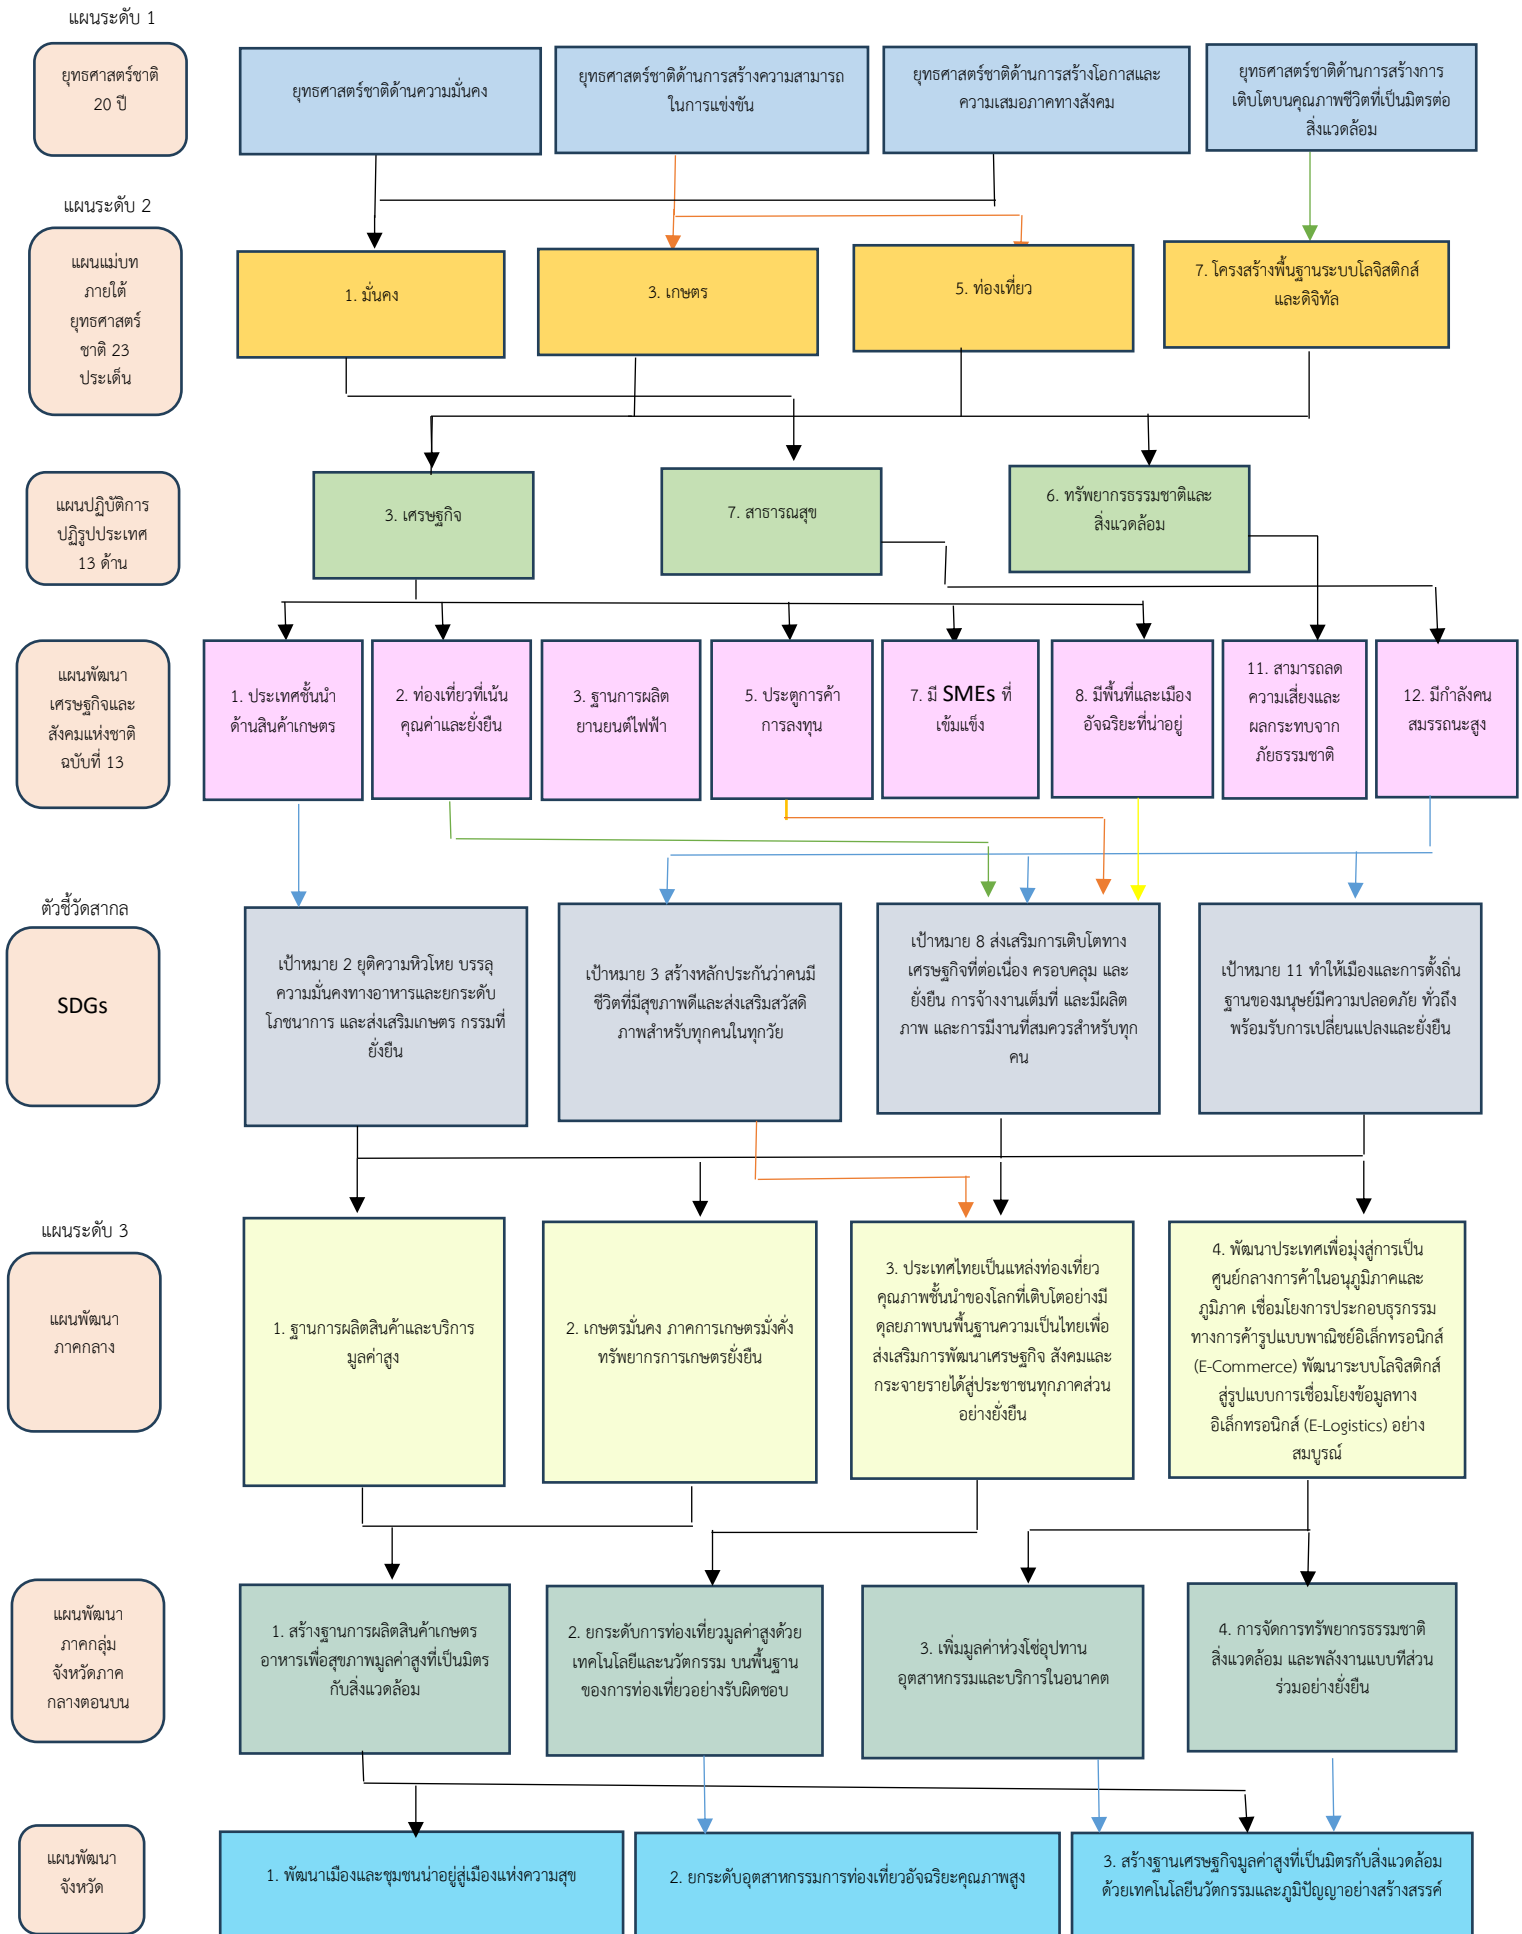 แผนระดับ 1
ยุทธศาสตร์ชาติ
20 ปี
ยุทธศาสตร์ชาติด้านความมั่นคง
ยุทธศาสตร์ชาติด้านการสร้างความสามารถ
ในการแข่งขัน
ยุทธศาสตร์ชาติด้านการสร้างโอกาสและ
ความเสมอภาคทางสังคม
ยุทธศาสตร์ชาติด้านการสร้างการ
เติบโตบนคุณภาพชีวิตที่เป็นมิตรต่อ
สิ่งแวดล้อม
แผนระดับ 2
แผนแม่บท
ภายใต้
ยุทธศาสตร์
ชาติ 23
ประเด็น
1. มั่นคง
3. เกษตร
5. ท่องเที่ยว
7. โครงสร้างพื้นฐานระบบโลจิสติกส์
และดิจิทัล
แผนปฏิบัติการ
ปฏิรูปประเทศ
13 ด้าน
3. เศรษฐกิจ
7. สาธารณสุข
6. ทรัพยากรธรรมชาติและ
สิ่งแวดล้อม
แผนพัฒนา
เศรษฐกิจและ
สังคมแห่งชาติ
ฉบับที่ 13
1. ประเทศชั้นนำ
ด้านสินค้าเกษตร
2. ท่องเที่ยวที่เน้น
คุณค่าและยั่งยืน
3. ฐานการผลิต
ยานยนต์ไฟฟ้า
5. ประตูการค้า
การลงทุน
7. มี SMEs ที่
เข้มแข็ง
8. มีพื้นที่และเมือง
อัจฉริยะที่น่าอยู่
11. สามารถลด
ความเสี่ยงและ
ผลกระทบจาก
ภัยธรรมชาติ
12. มีกำลังคน
สมรรถนะสูง
ตัวชี้วัดสากล
SDGs
เป้าหมาย 2 ยุติความหิวโหย บรรลุ
ความมั่นคงทางอาหารและยกระดับ
โภชนาการ และส่งเสริมเกษตร กรรมที่
ยั่งยืน
เป้าหมาย 3 สร้างหลักประกันว่าคนมี
ชีวิตที่มีสุขภาพดีและส่งเสริมสวัสดิ
ภาพสำหรับทุกคนในทุกวัย
เป้าหมาย 8 ส่งเสริมการเติบโตทาง
เศรษฐกิจที่ต่อเนื่อง ครอบคลุม และ
ยั่งยืน การจ้างงานเต็มที่ และมีผลิต
ภาพ และการมีงานที่สมควรสำหรับทุก
คน
เป้าหมาย 11 ทำให้เมืองและการตั้งถิ่น
ฐานของมนุษย์มีความปลอดภัย ทั่วถึง
พร้อมรับการเปลี่ยนแปลงและยั่งยืน
แผนระดับ 3
แผนพัฒนา
ภาคกลาง
1. ฐานการผลิตสินค้าและบริการ
มูลค่าสูง
2. เกษตรมั่นคง ภาคการเกษตรมั่งคั่ง
ทรัพยากรการเกษตรยั่งยืน
3. ประเทศไทยเป็นแหล่งท่องเที่ยว
คุณภาพชั้นนำของโลกที่เติบโตอย่างมี
ดุลยภาพบนพื้นฐานความเป็นไทยเพื่อ
ส่งเสริมการพัฒนาเศรษฐกิจ สังคมและ
กระจายรายได้สู่ประชาชนทุกภาคส่วน
อย่างยั่งยืน
4. พัฒนาประเทศเพื่อมุ่งสู่การเป็น
ศูนย์กลางการค้าในอนุภูมิภาคและ
ภูมิภาค เชื่อมโยงการประกอบธุรกรรม
ทางการค้ารูปแบบพาณิชย์อิเล็กทรอนิกส์
(E-Commerce) พัฒนาระบบโลจิสติกส์
สู่รูปแบบการเชื่อมโยงข้อมูลทาง
อิเล็กทรอนิกส์ (E-Logistics) อย่าง
สมบูรณ์
แผนพัฒนา
ภาคกลุ่ม
จังหวัดภาค
กลางตอนบน
1. สร้างฐานการผลิตสินค้าเกษตร
อาหารเพื่อสุขภาพมูลค่าสูงที่เป็นมิตร
กับสิ่งแวดล้อม
2. ยกระดับการท่องเที่ยวมูลค่าสูงด้วย
เทคโนโลยีและนวัตกรรม บนพื้นฐาน
ของการท่องเที่ยวอย่างรับผิดชอบ
3. เพิ่มมูลค่าห่วงโซ่อุปทาน
อุตสาหกรรมและบริการในอนาคต
4. การจัดการทรัพยากรธรรมชาติ
สิ่งแวดล้อม และพลังงานแบบที่ส่วน
ร่วมอย่างยั่งยืน
แผนพัฒนา
จังหวัด
1. พัฒนาเมืองและชุมชนน่าอยู่สู่เมืองแห่งความสุข
2. ยกระดับอุตสาหกรรมการท่องเที่ยวอัจฉริยะคุณภาพสูง
3. สร้างฐานเศรษฐกิจมูลค่าสูงที่เป็นมิตรกับสิ่งแวดล้อม
ด้วยเทคโนโลยีนวัตกรรมและภูมิปัญญาอย่างสร้างสรรค์